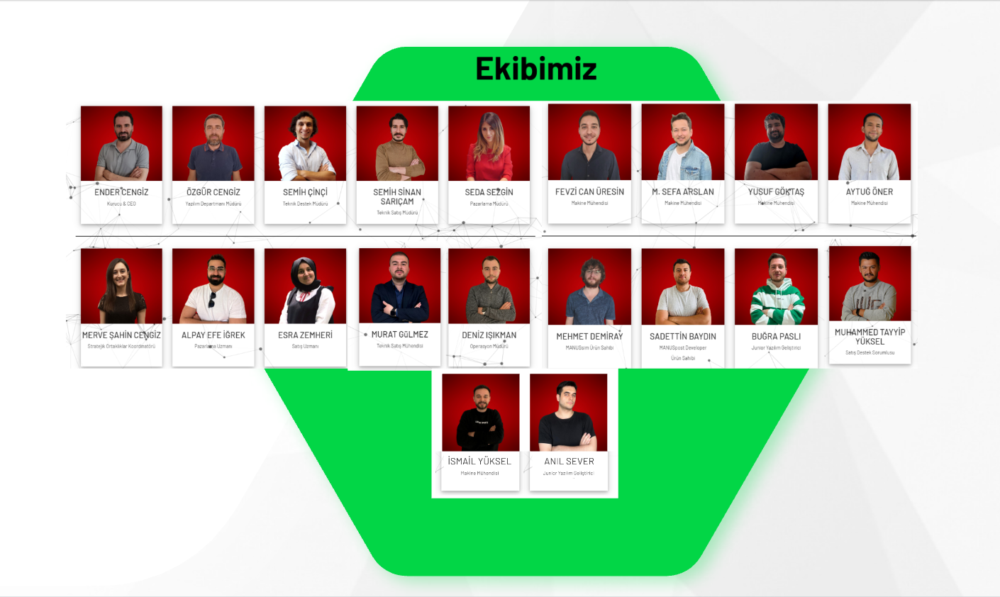 Ekibimiz
ENDER CENGİZ
Kurucu & CEO
ÖZGÜR CENGİZ
Yazılım Departmanı Müdürü
SEMİH ÇİNÇİ
Teknik Destek Müdürü
SEMİH SİNAN
SARIÇAM
Teknik Satış Müdürü
SEDA SEZGİN
Pazarlama Müdürü
FEVZİ CAN ÜRESİN
Makine Mühendisi
M. SEFA ARSLAN
Makine Mühendisi
YUSUF GÖKTAŞ
Makine Mühendisi
AYTUĞ ÖNER
Makine Mühendisi
MERVE ŞAHİN CENGİZ
Stratejik Ortaklıklar Koordinatörü
ALPAY EFE İĞREK
Pazarlama Uzmanı
ESRA ZEMHERİ
Satış Uzmanı
MURAT GüLMEZ
Teknik Satış Mühendisi
DENİZ IŞIKMAN
Operasyon Müdürü
MEHMET DEMİRAY
MANUSsim Ürün Sahibi
SADETTİN BAYDIN
MANUSpost Developer
Ürün Sahibi
BUĞRA PASLI
Junior Yazılım Geliştirici
MUHAMMED TAYYİP
YÜKSEL
Satış Destek Sorumlusu
İSMAİL YÜKSEL
Makine Mühendisi
ANIL SEVER
Junior Yazılım Geliştirici